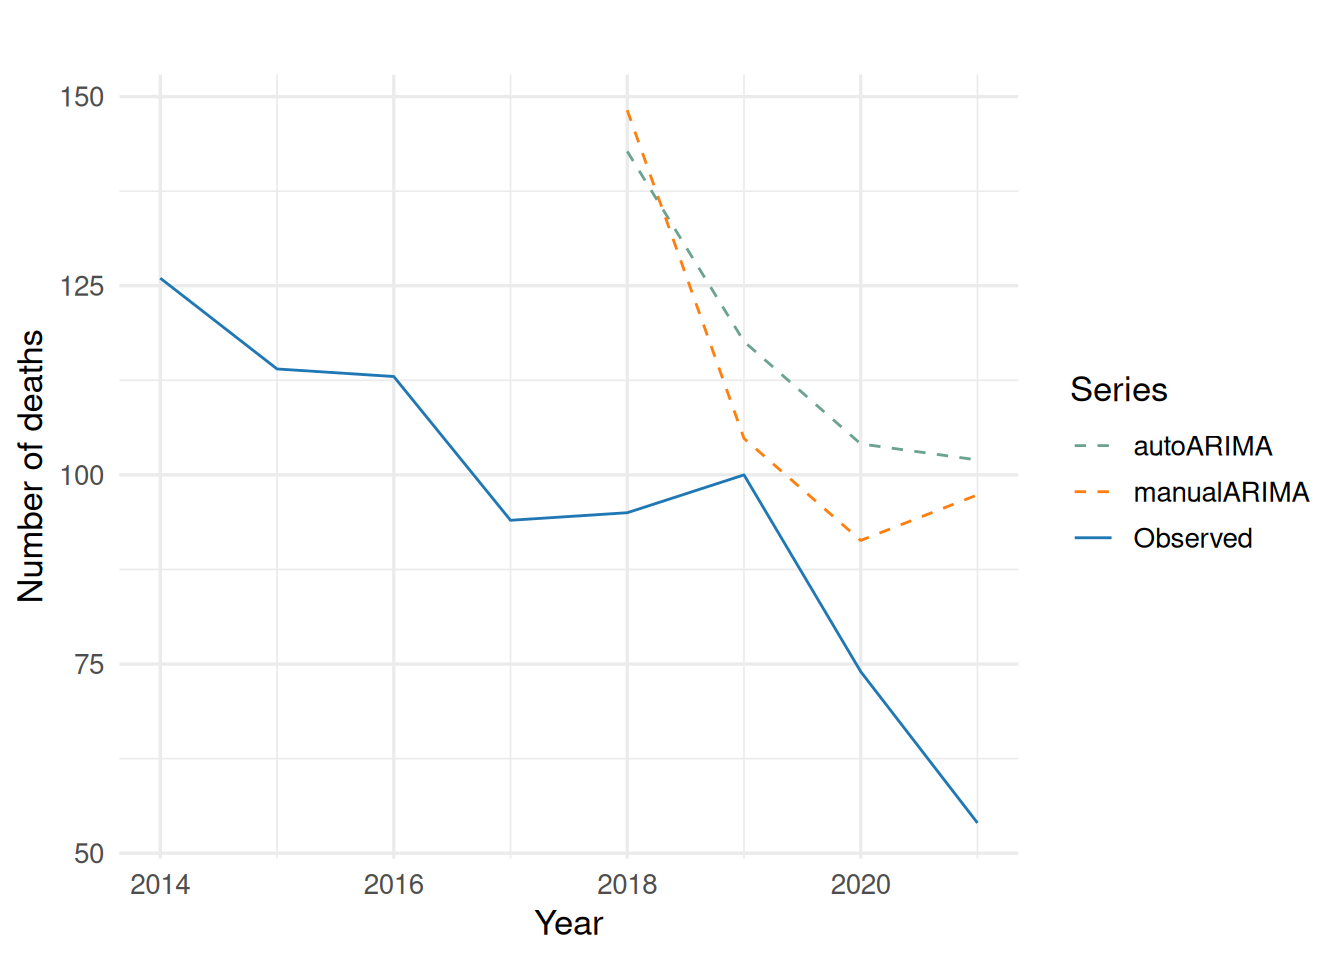 150
125
100
75
50
Number of deaths
2014 2016 2018 2020
Year
Series
autoARIMA
manualARIMA
Observed